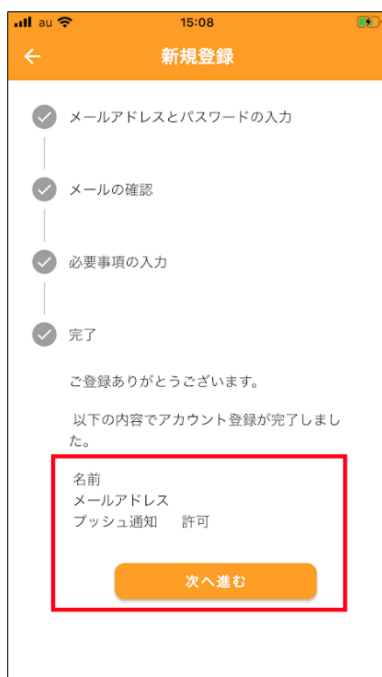 au 15:08
新規登録
メールアドレスとパスワードの入力
メールの確認
必要事項の入力
完了
ご登録ありがとうございます。
以下の内容でアカウント登録が完了しまし
た。
名前
メールアドレス
プッシュ通知 許可
次へ進む